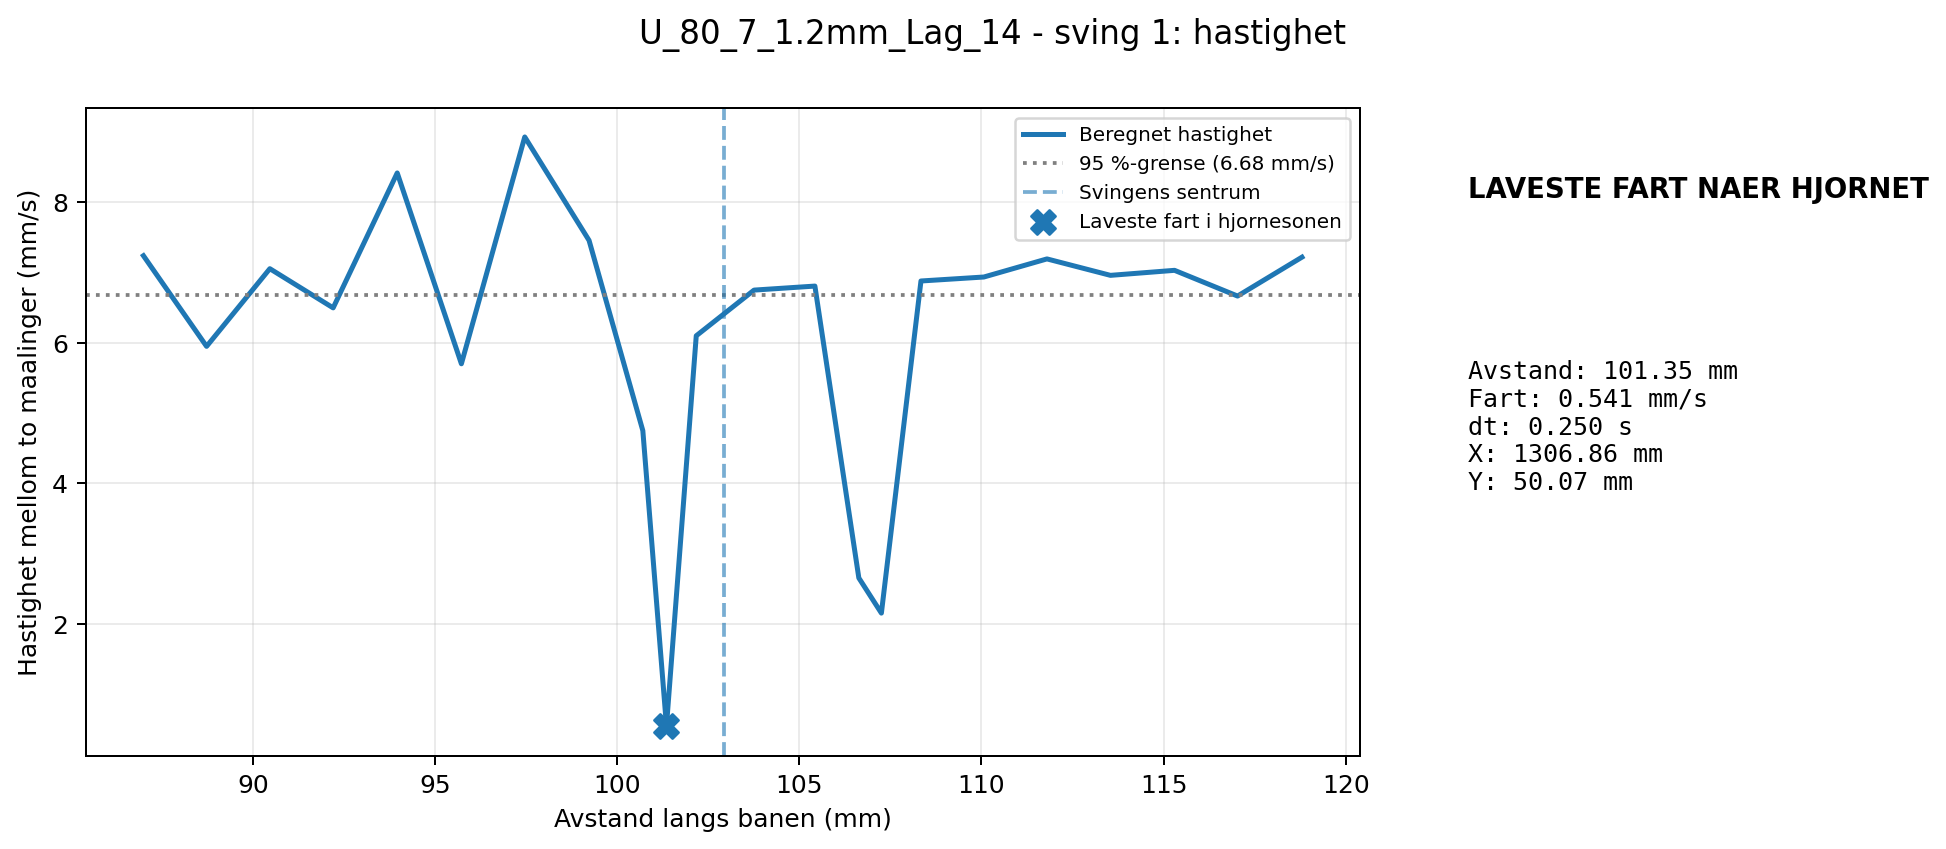 U_80_7_1.2mm_Lag_14 - sving 1: hastighet
Hastighet mellom to maalinger (mm/s)
8
6
4
2
90
95
100
105
110
115
120
Avstand langs banen (mm)
Beregnet hastighet
95 %-grense (6.68 mm/s)
Svingens sentrum
Laveste fart i hjornesonen
LAVESTE FART NAER HJORNET
Avstand: 101.35 mm
Fart: 0.541 mm/s
dt: 0.250 s
X: 1306.86 mm
Y: 50.07 mm